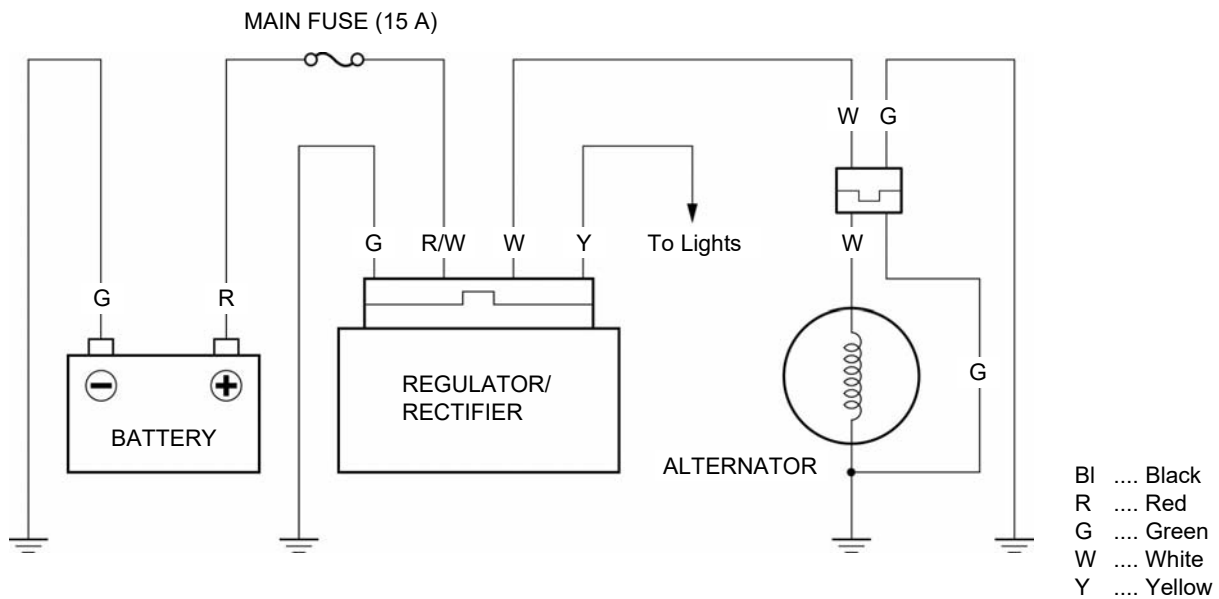 MAIN FUSE (15 A)
W G
G R/W W Y To Lights W
G R
G
REGULATOR/
RECTIFIER
BATTERY
ALTERNATOR
Bl .... Black
R .... Red
G .... Green
W .... White
Y .... Yellow